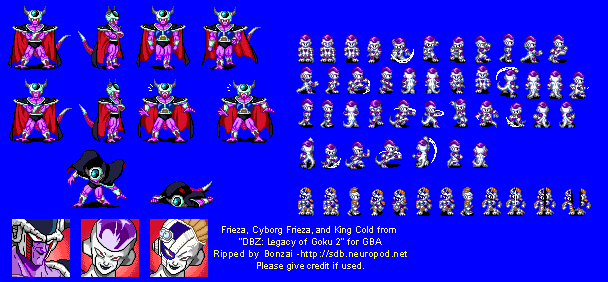 Frieza, Cyborg Frieza, and King Cold from
"DBZ: Legacy of Goku 2" for GBA
Ripped by Bonzai -http://sdb.neuropod.net
Please give credit if used.